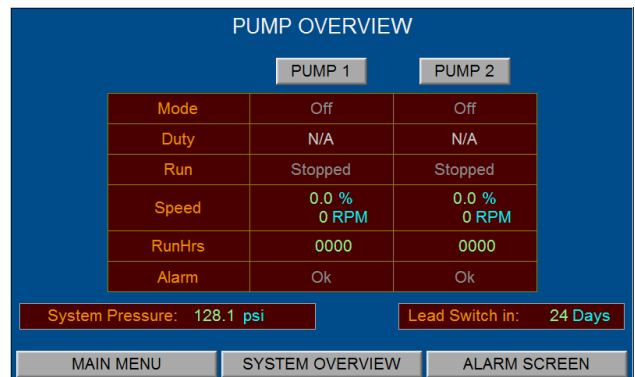 PUMP OVERVIEW
PUMP 1 PUMP 2
Mode Off Off
Duty N/A N/A
Run Stopped Stopped
Speed 0.0 % 0.0 %
0 RPM 0 RPM
RunHrs 0000 0000
Alarm Ok Ok
System Pressure: 128.1 psi Lead Switch in: 24 Days
MAIN MENU SYSTEM OVERVIEW ALARM SCREEN